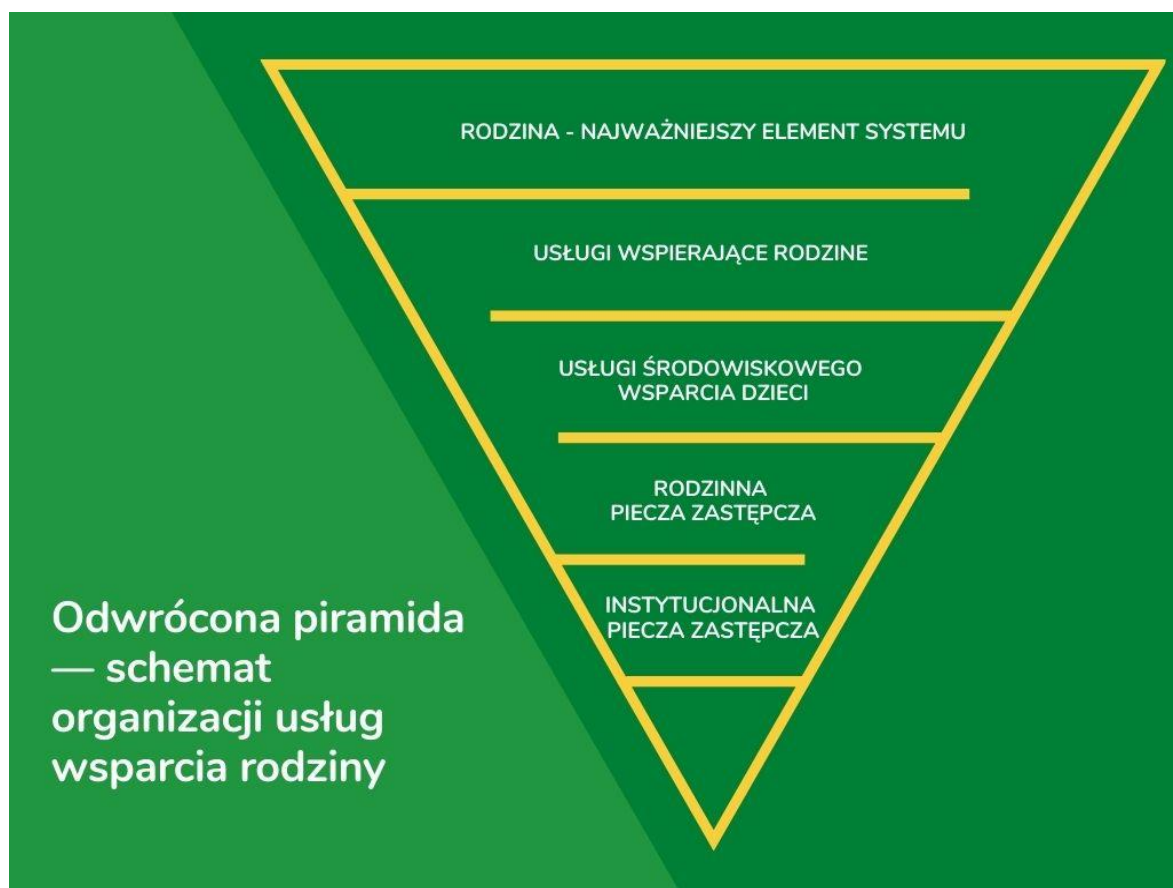 RODZINA - NAJWAŻNIEJSZY ELEMENT SYSTEMU
USŁUGI WSPIERAJĄCE RODZINE
USŁUGI ŚRODOWISKOWEGO
WSPARCIA DZIECI
RODZINNA
PIECZA ZASTĘPCZA
INSTYTUCJONALNA
PIECZA ZASTĘPCZA
Odwrócona piramida
— schemat
organizacji usług
wsparcia rodziny